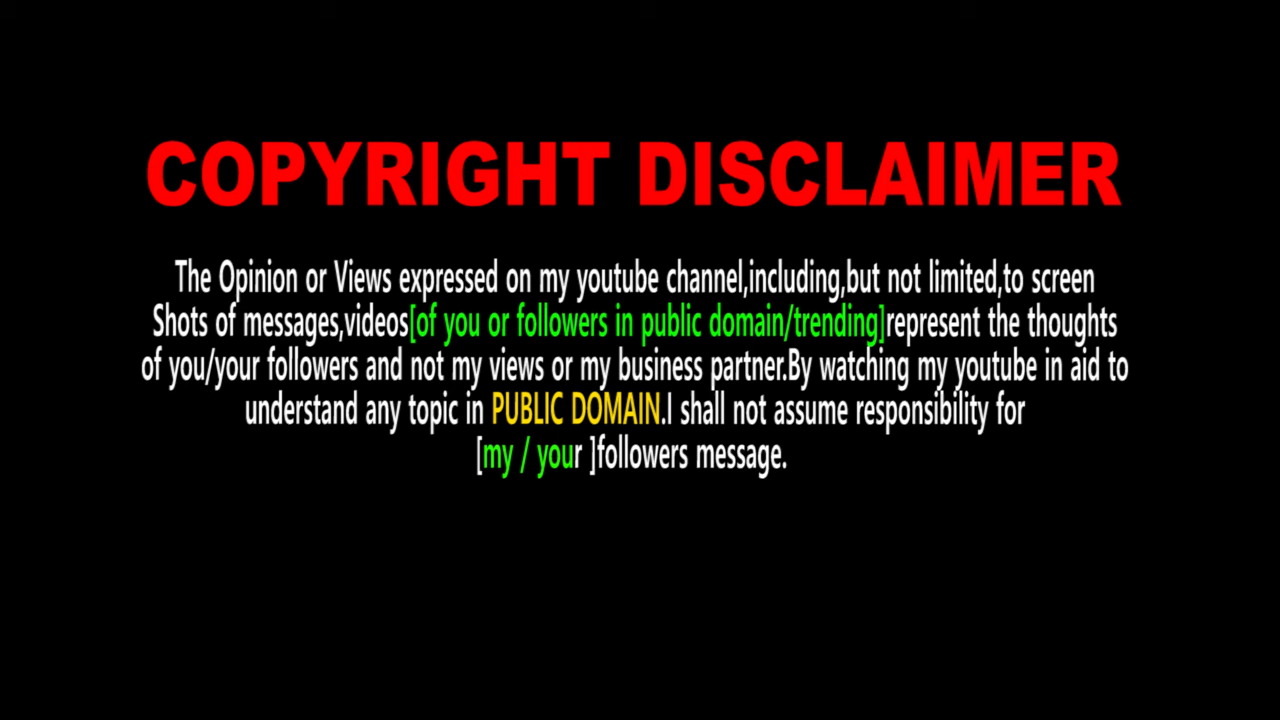 COPYRIGHT DISCLAIMER
The Opinion or Views expressed on my youtube channel,including,but not limited,to screen
Shots of messages,videos[of you or followers in public domain/trending]represent the thoughts
of you/your followers and not my views or my business partner.By watching my youtube in aid to
understand any topic in PUBLIC DOMAIN.I shall not assume responsibility for
[my / your ]followers message.